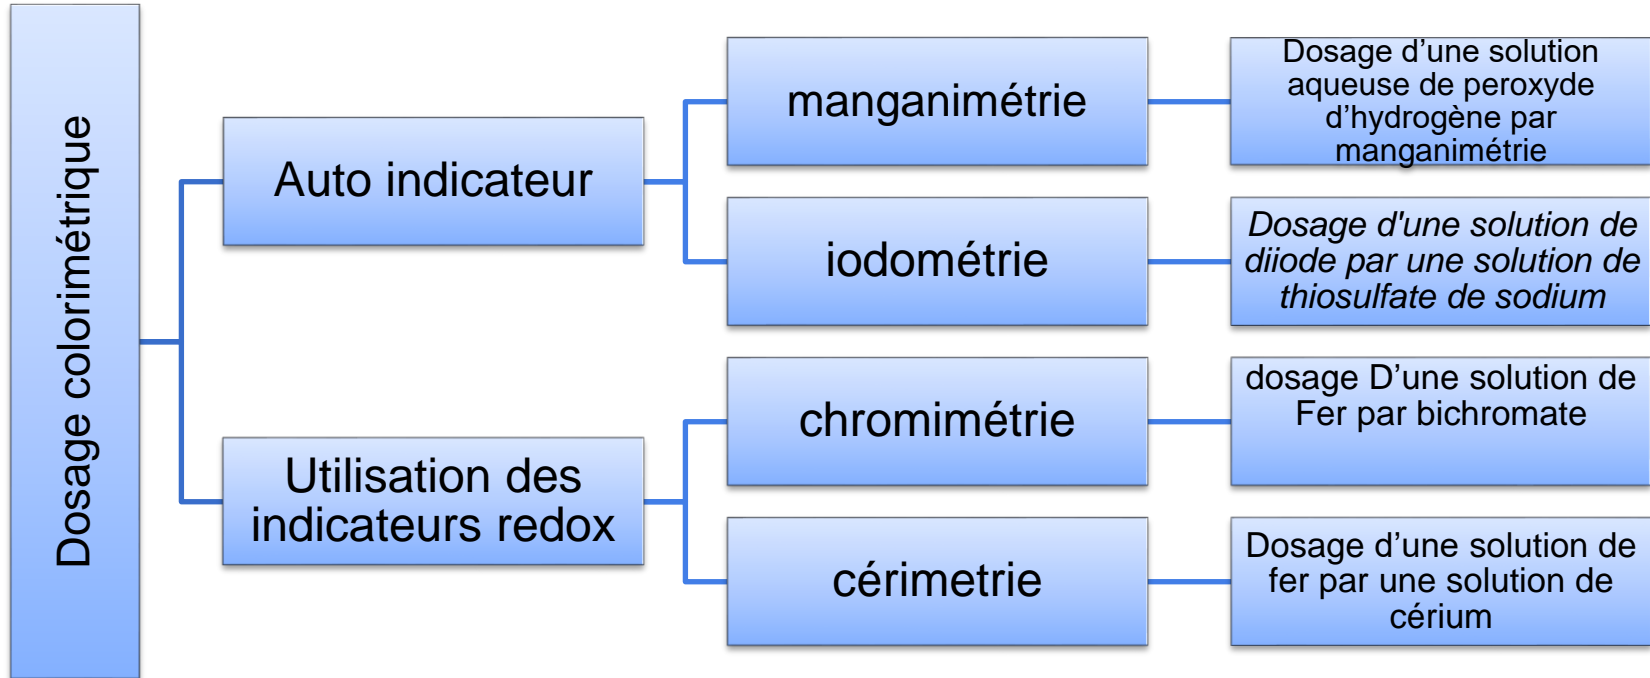 Dosage colorimétrique
Auto indicateur
manganimétrie
Dosage d’une solution
aqueuse de peroxyde
d’hydrogène par
manganimétrie
iodométrie
Dosage d'une solution de
diiode par une solution de
thiosulfate de sodium
Utilisation des
indicateurs redox
chromimétrie
dosage D’une solution de
Fer par bichromate
cérimetrie
Dosage d’une solution de
fer par une solution de
cérium